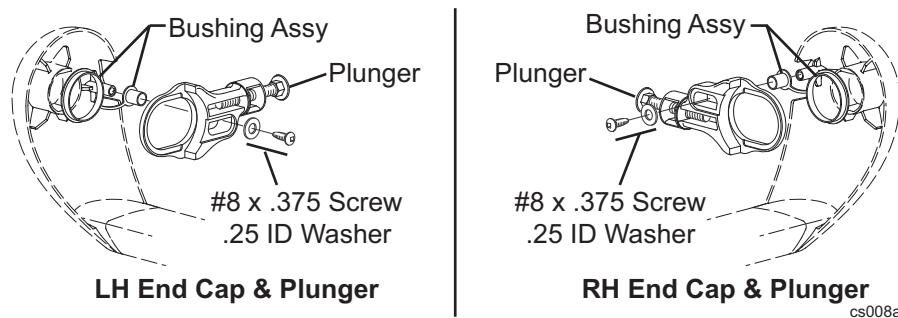 Bushing Assy
Plunger
#8 x .375 Screw
.25 ID Washer
LH End Cap & Plunger
Bushing Assy
Plunger
#8 x .375 Screw
.25 ID Washer
RH End Cap & Plunger
cs008a